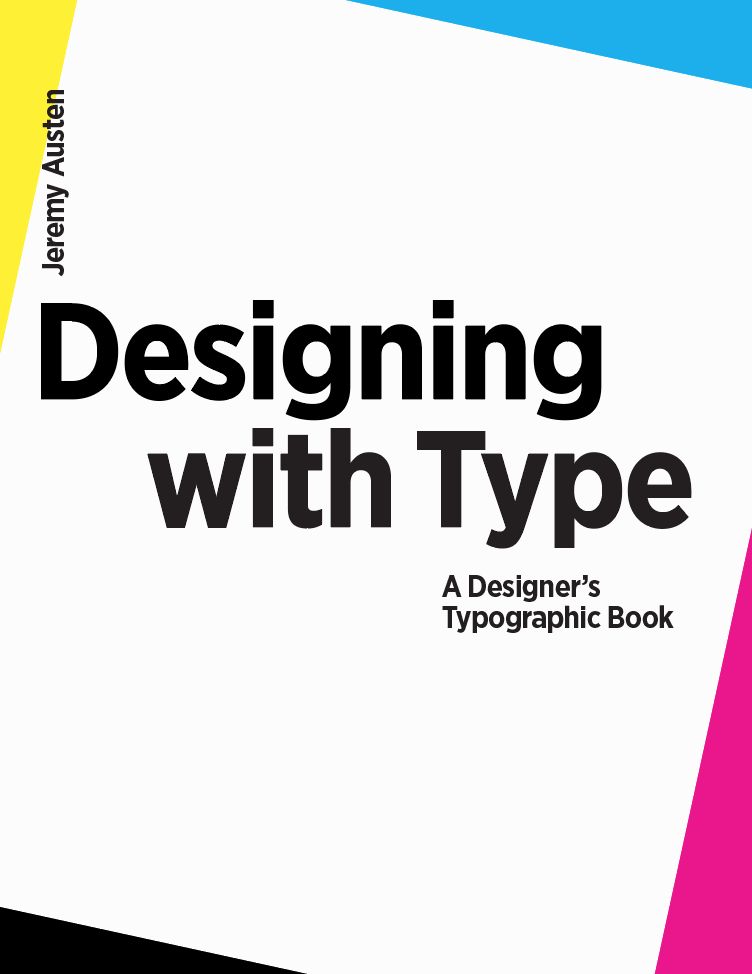 Jeremy Austen
Designing
with Type
A Designer’s
Typographic Book